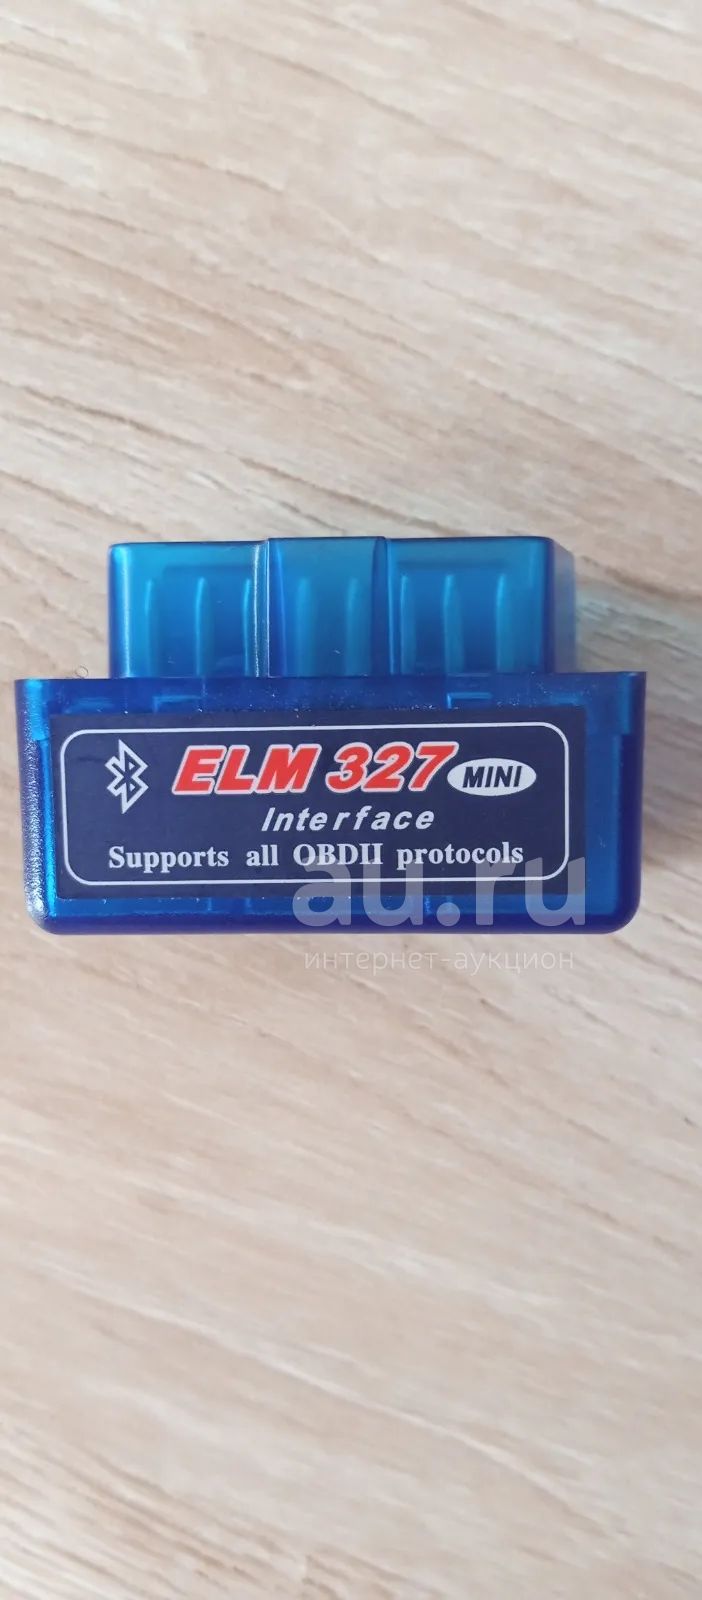 ELM 327 MINI
Interface
Supports all OBDII protocols
au.ru
интернет-аукцион